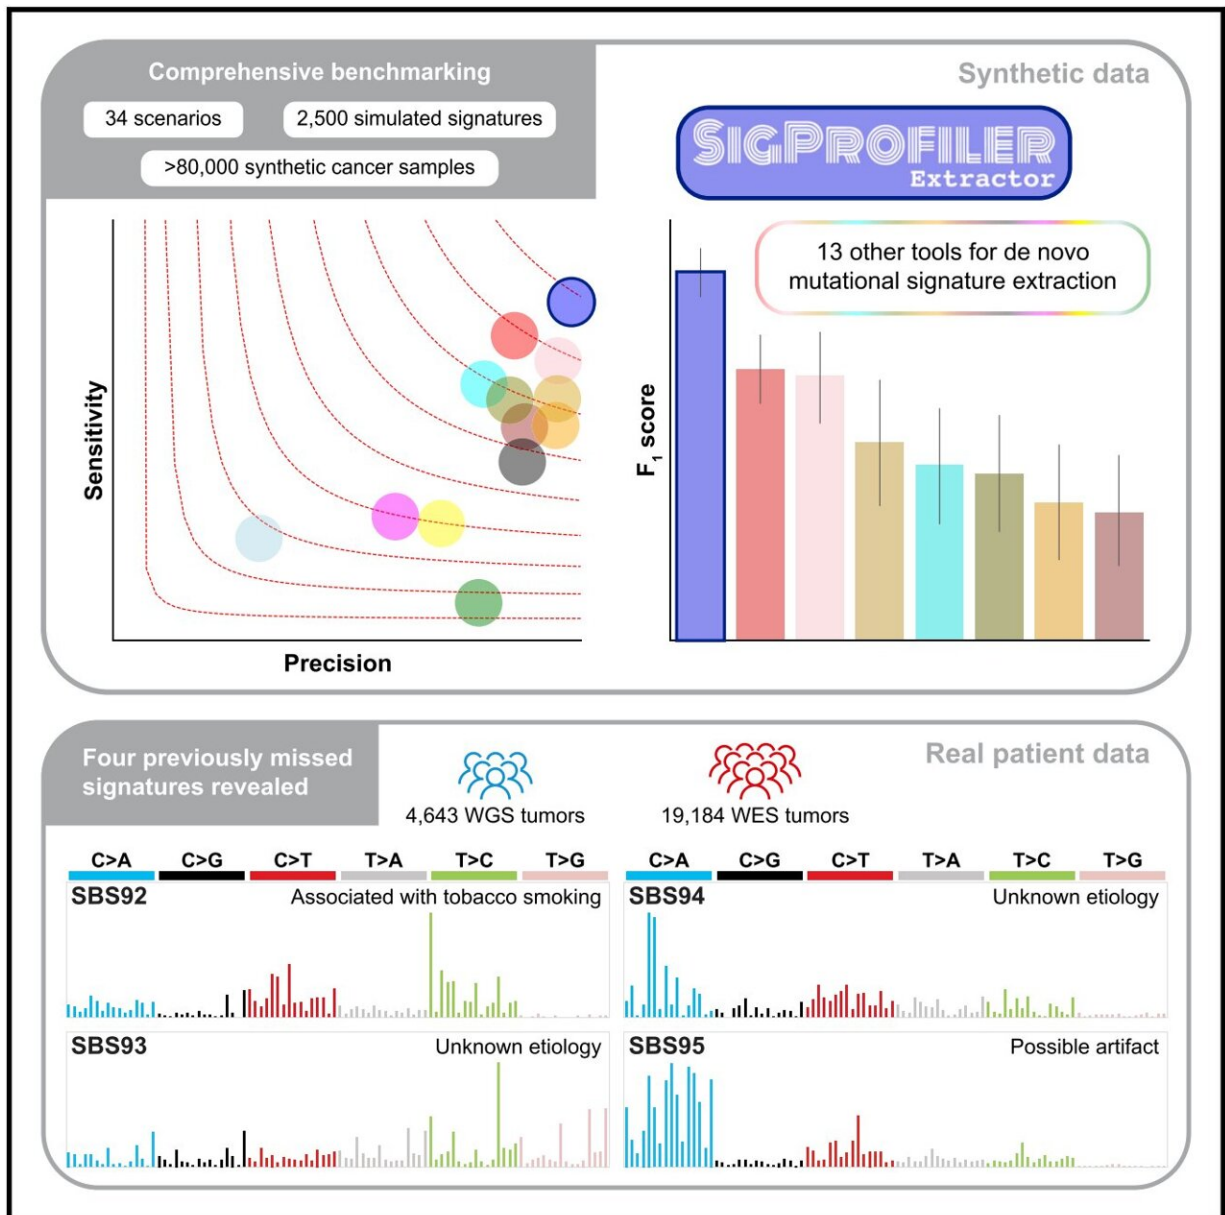 Comprehensive benchmarking
34 scenarios
2,500 simulated signatures
>80,000 synthetic cancer samples
Synthetic data
SIGPROFILER
Extractor
13 other tools for de novo
mutational signature extraction
Sensitivity
Precision
F1 score
Four previously missed
signatures revealed
4,643 WGS tumors
19,184 WES tumors
Real patient data
C>A C>G C>T T>A T>C T>G
SBS92 Associated with tobacco smoking
SBS93 Unknown etiology
C>A C>G C>T T>A T>C T>G
SBS94 Unknown etiology
SBS95 Possible artifact